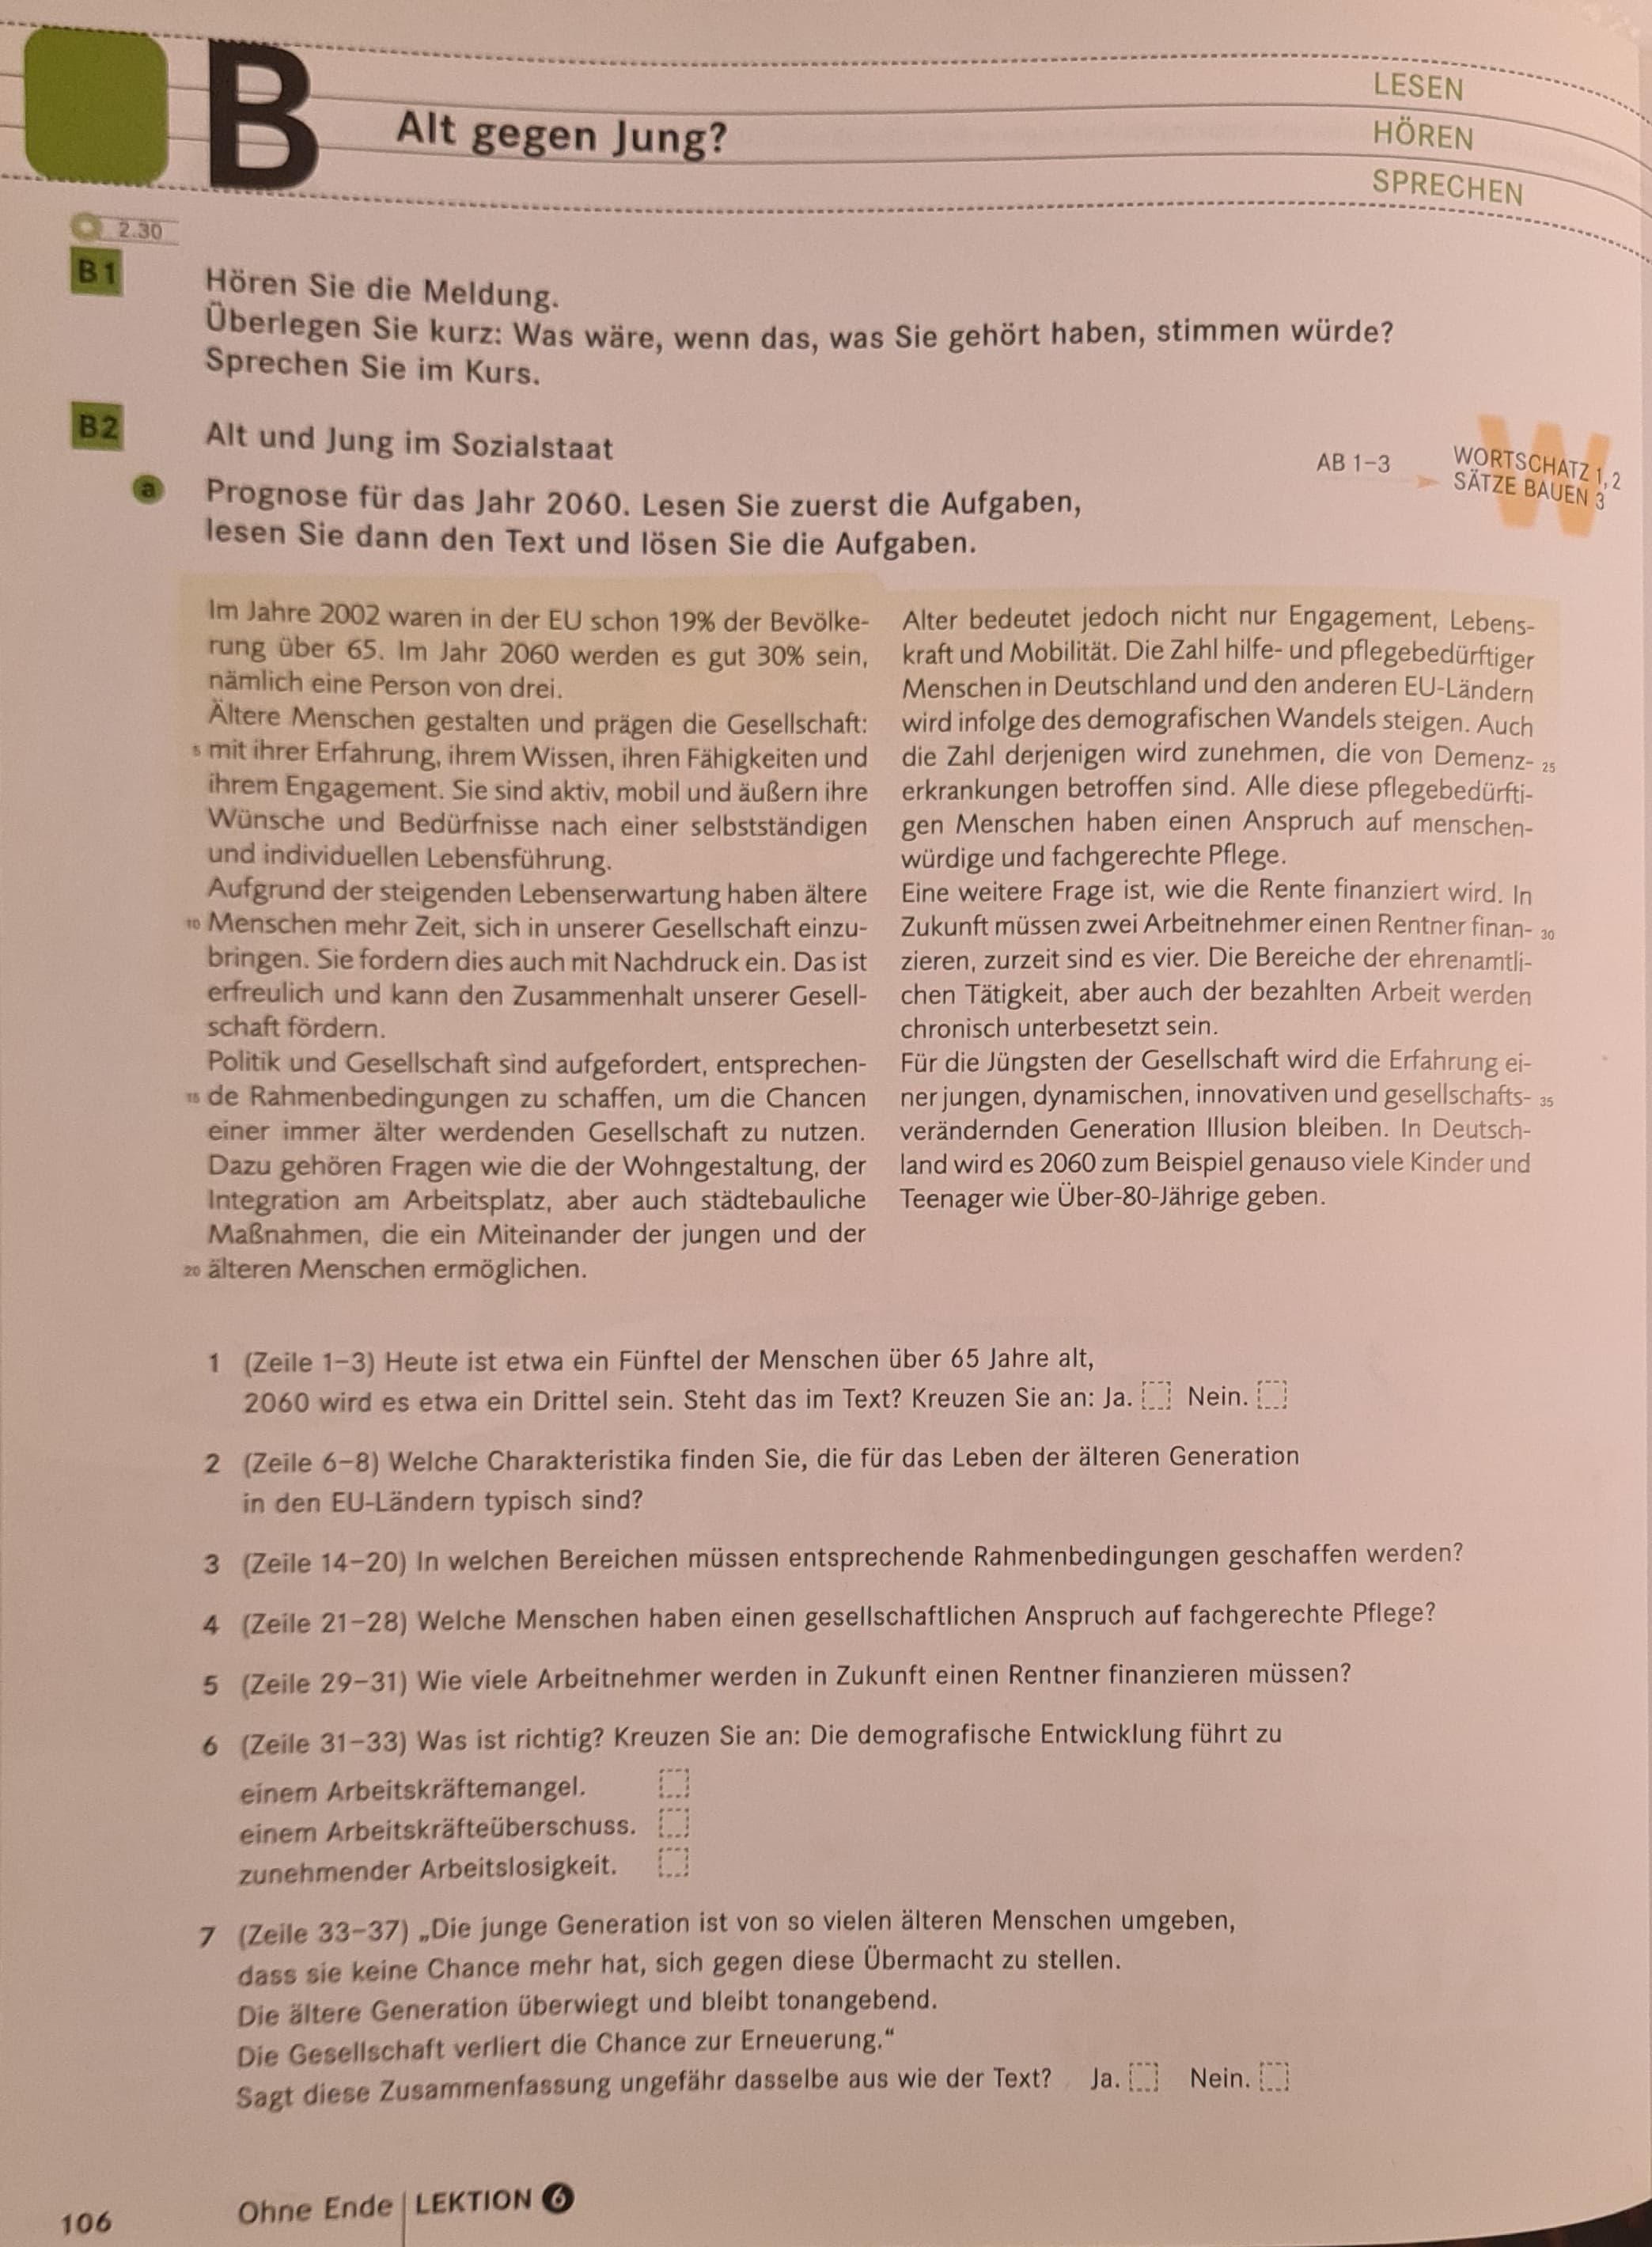 B
Alt gegen Jung?
LESEN
HÖREN
SPRECHEN
2.30
B1
Hören Sie die Meldung.
Überlegen Sie kurz: Was wäre, wenn das, was Sie gehört haben, stimmen würde?
Sprechen Sie im Kurs.
B2
Alt und Jung im Sozialstaat
AB 1–3
WORTSCHATZ 1, 2
SÄTZE BAUEN 3
a
Prognose für das Jahr 2060. Lesen Sie zuerst die Aufgaben,
lesen Sie dann den Text und lösen Sie die Aufgaben.
Im Jahre 2002 waren in der EU schon 19% der Bevölke-
rung über 65. Im Jahr 2060 werden es gut 30% sein,
nämlich eine Person von drei.
Ältere Menschen gestalten und prägen die Gesellschaft:
5 mit ihrer Erfahrung, ihrem Wissen, ihren Fähigkeiten und
ihrem Engagement. Sie sind aktiv, mobil und äußern ihre
Wünsche und Bedürfnisse nach einer selbstständigen
und individuellen Lebensführung.
Aufgrund der steigenden Lebenserwartung haben ältere
10 Menschen mehr Zeit, sich in unserer Gesellschaft einzu-
bringen. Sie fordern dies auch mit Nachdruck ein. Das ist
erfreulich und kann den Zusammenhalt unserer Gesell-
schaft fördern.
Politik und Gesellschaft sind aufgefordert, entsprechen-
15 de Rahmenbedingungen zu schaffen, um die Chancen
einer immer älter werdenden Gesellschaft zu nutzen.
Dazu gehören Fragen wie die der Wohngestaltung, der
Integration am Arbeitsplatz, aber auch städtebauliche
Maßnahmen, die ein Miteinander der jungen und der
20 älteren Menschen ermöglichen.
Alter bedeutet jedoch nicht nur Engagement, Lebens-
kraft und Mobilität. Die Zahl hilfe- und pflegebedürftiger
Menschen in Deutschland und den anderen EU-Ländern
wird infolge des demografischen Wandels steigen. Auch
die Zahl derjenigen wird zunehmen, die von Demenz- 25
erkrankungen betroffen sind. Alle diese pflegebedürfti-
gen Menschen haben einen Anspruch auf menschen-
würdige und fachgerechte Pflege.
Eine weitere Frage ist, wie die Rente finanziert wird. In
Zukunft müssen zwei Arbeitnehmer einen Rentner finan- 30
zieren, zurzeit sind es vier. Die Bereiche der ehrenamtli-
chen Tätigkeit, aber auch der bezahlten Arbeit werden
chronisch unterbesetzt sein.
Für die Jüngsten der Gesellschaft wird die Erfahrung ei-
ner jungen, dynamischen, innovativen und gesellschafts- 35
verändernden Generation Illusion bleiben. In Deutsch-
land wird es 2060 zum Beispiel genauso viele Kinder und
Teenager wie Über-80-Jährige geben.
1 (Zeile 1–3) Heute ist etwa ein Fünftel der Menschen über 65 Jahre alt,
2060 wird es etwa ein Drittel sein. Steht das im Text? Kreuzen Sie an: Ja. Nein.
2 (Zeile 6–8) Welche Charakteristika finden Sie, die für das Leben der älteren Generation
in den EU-Ländern typisch sind?
3 (Zeile 14–20) In welchen Bereichen müssen entsprechende Rahmenbedingungen geschaffen werden?
4 (Zeile 21–28) Welche Menschen haben einen gesellschaftlichen Anspruch auf fachgerechte Pflege?
5 (Zeile 29–31) Wie viele Arbeitnehmer werden in Zukunft einen Rentner finanzieren müssen?
6 (Zeile 31–33) Was ist richtig? Kreuzen Sie an: Die demografische Entwicklung führt zu
einem Arbeitskräftemangel.
einem Arbeitskräfteüberschuss.
zunehmender Arbeitslosigkeit.
7 (Zeile 33–37) „Die junge Generation ist von so vielen älteren Menschen umgeben,
dass sie keine Chance mehr hat, sich gegen diese Übermacht zu stellen.
Die ältere Generation überwiegt und bleibt tonangebend.
Die Gesellschaft verliert die Chance zur Erneuerung.“
Sagt diese Zusammenfassung ungefähr dasselbe aus wie der Text? Ja. Nein.
106
Ohne Ende | LEKTION 6